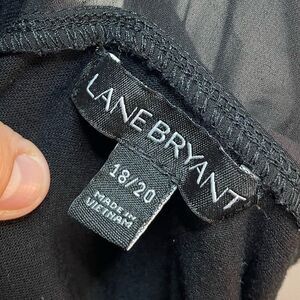 LANE BRYANT
18/20
MADE IN
VIETNAM